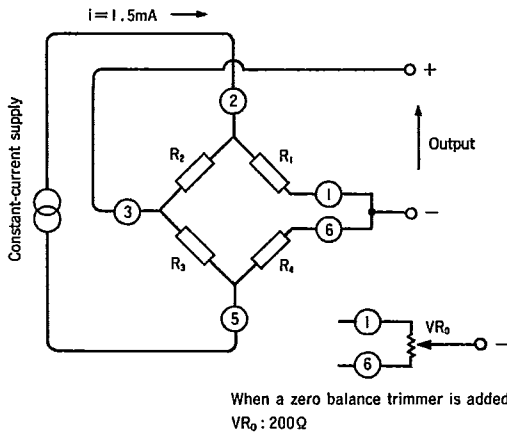 i=1.5mA
+
2
Output
R₂
R₁
Constant-current supply
1
3
−
6
R₃
R₄
5
1
VR₀
−
6
When a zero balance trimmer is added
VR₀ : 200Ω